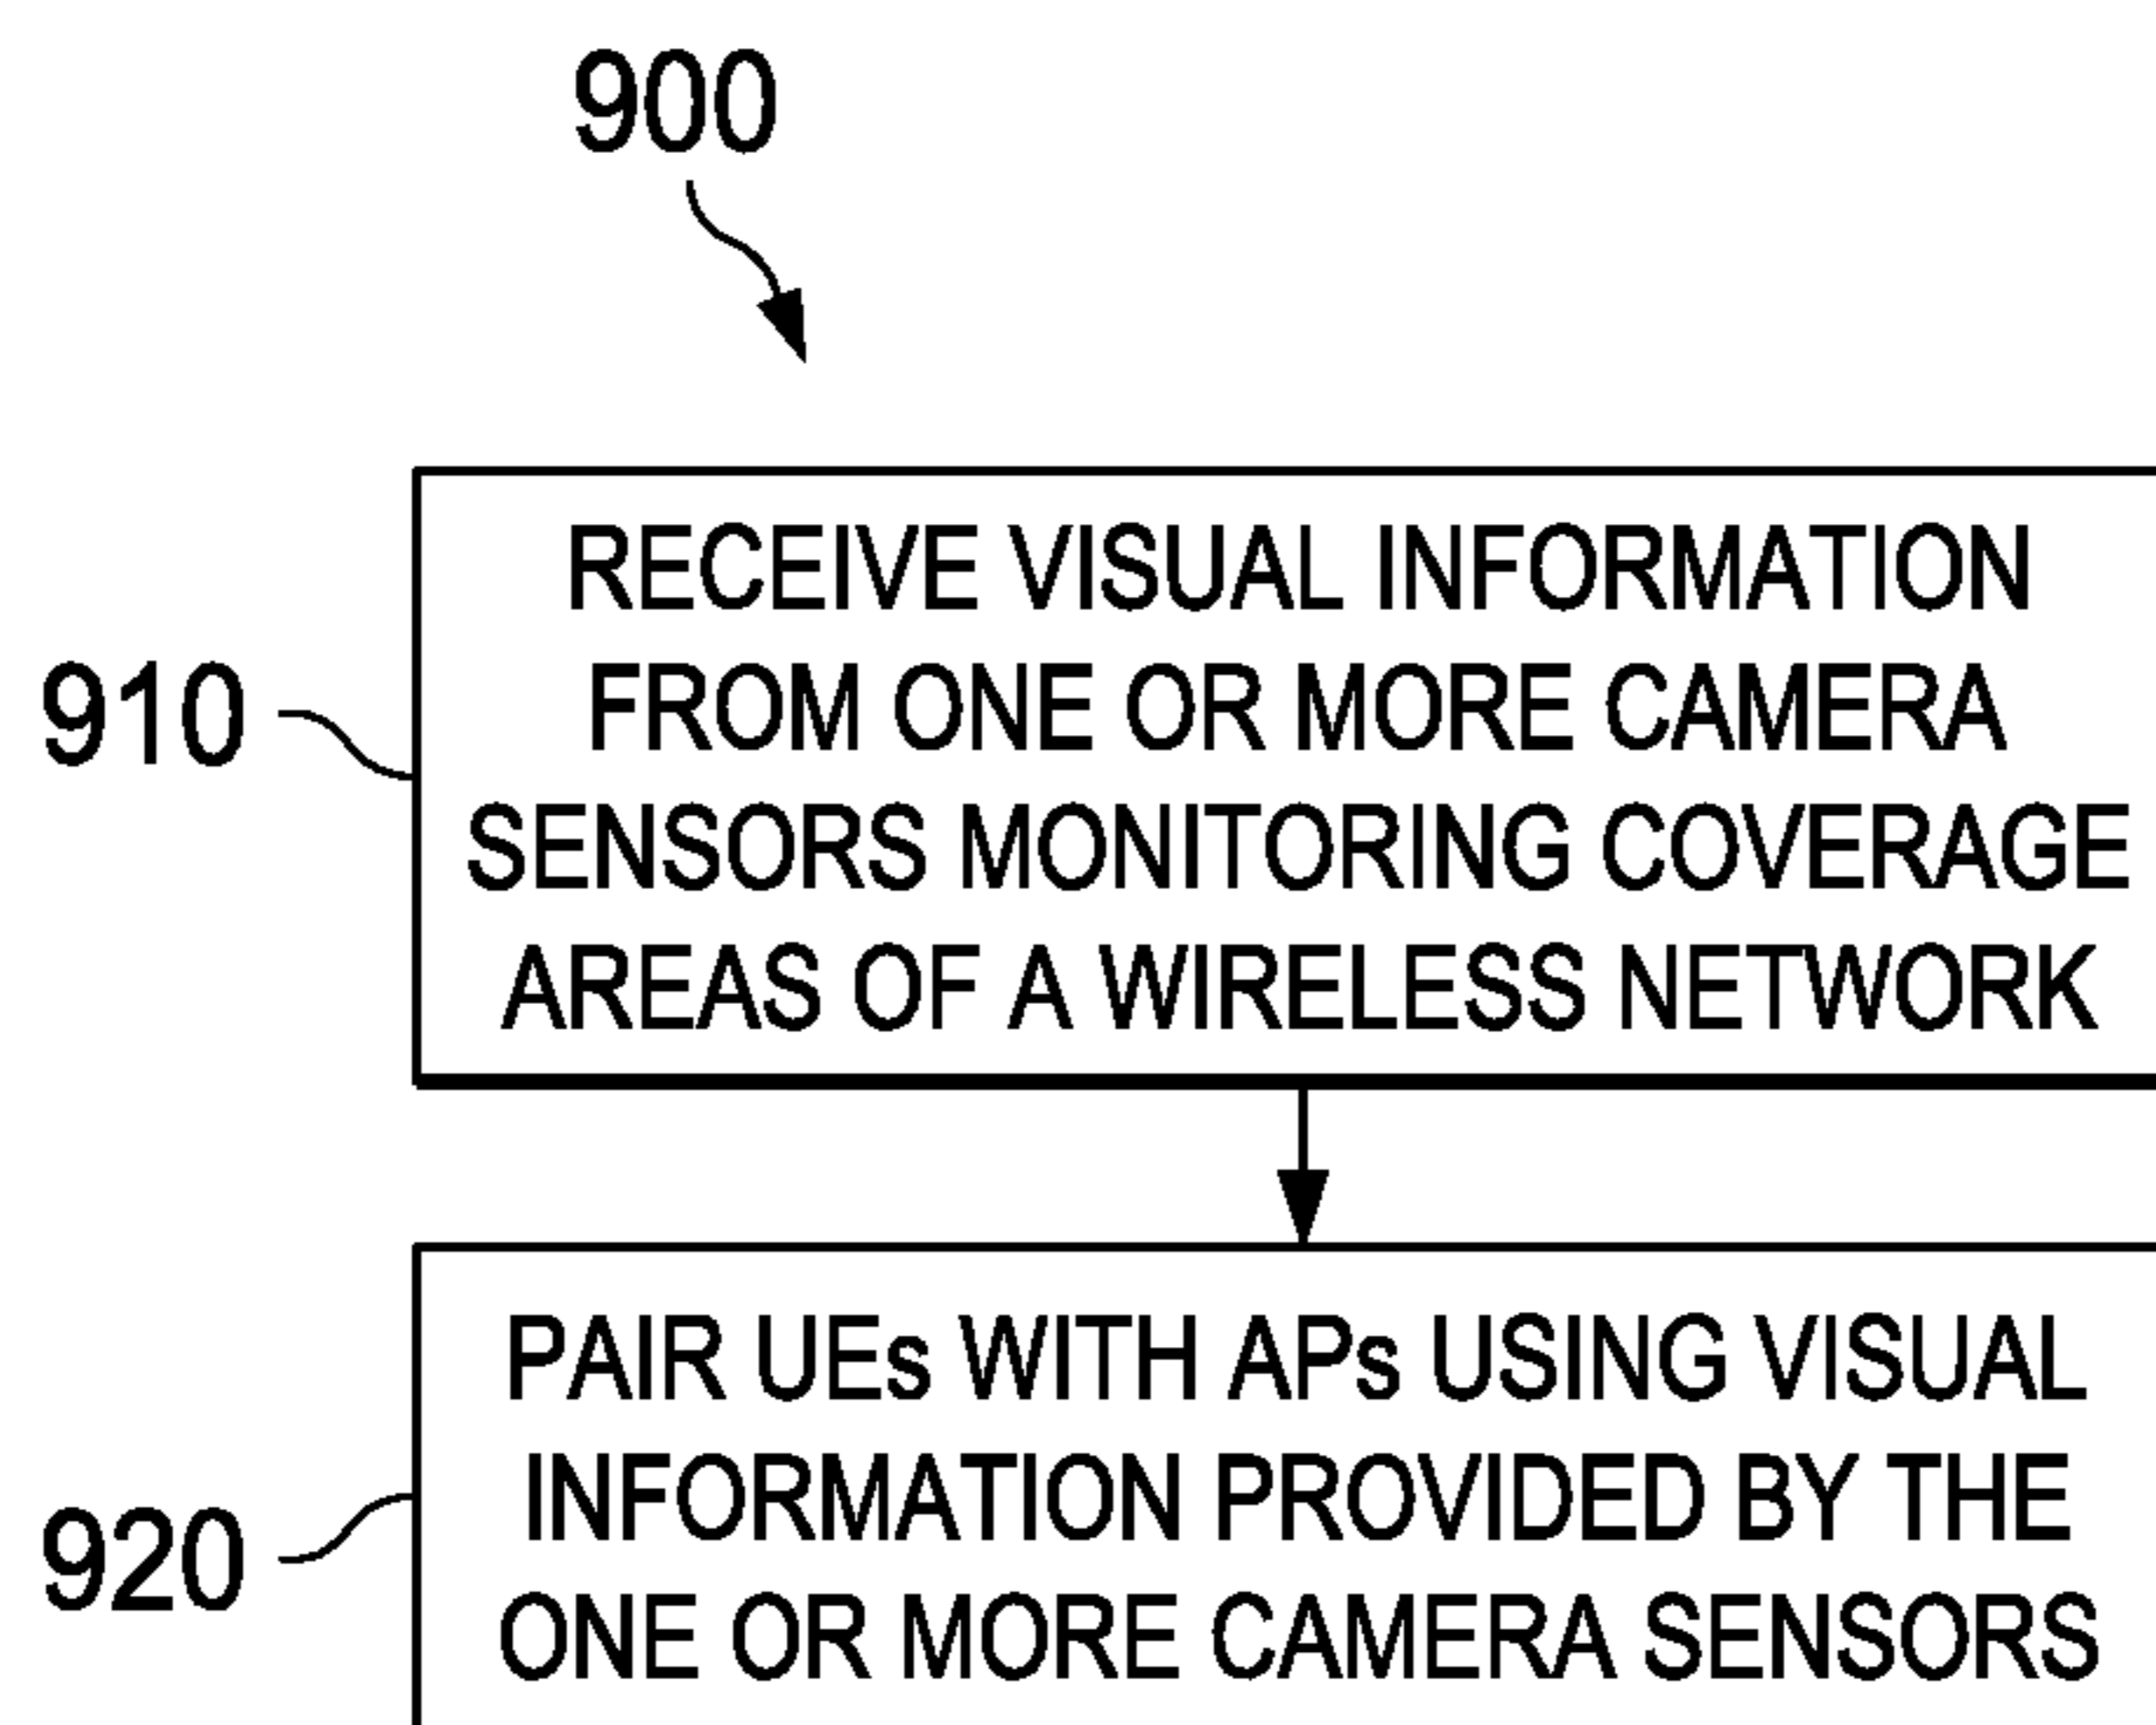 900
910
RECEIVE VISUAL INFORMATION
FROM ONE OR MORE CAMERA
SENSORS MONITORING COVERAGE
AREAS OF A WIRELESS NETWORK
920
PAIR UEs WITH APs USING VISUAL
INFORMATION PROVIDED BY THE
ONE OR MORE CAMERA SENSORS